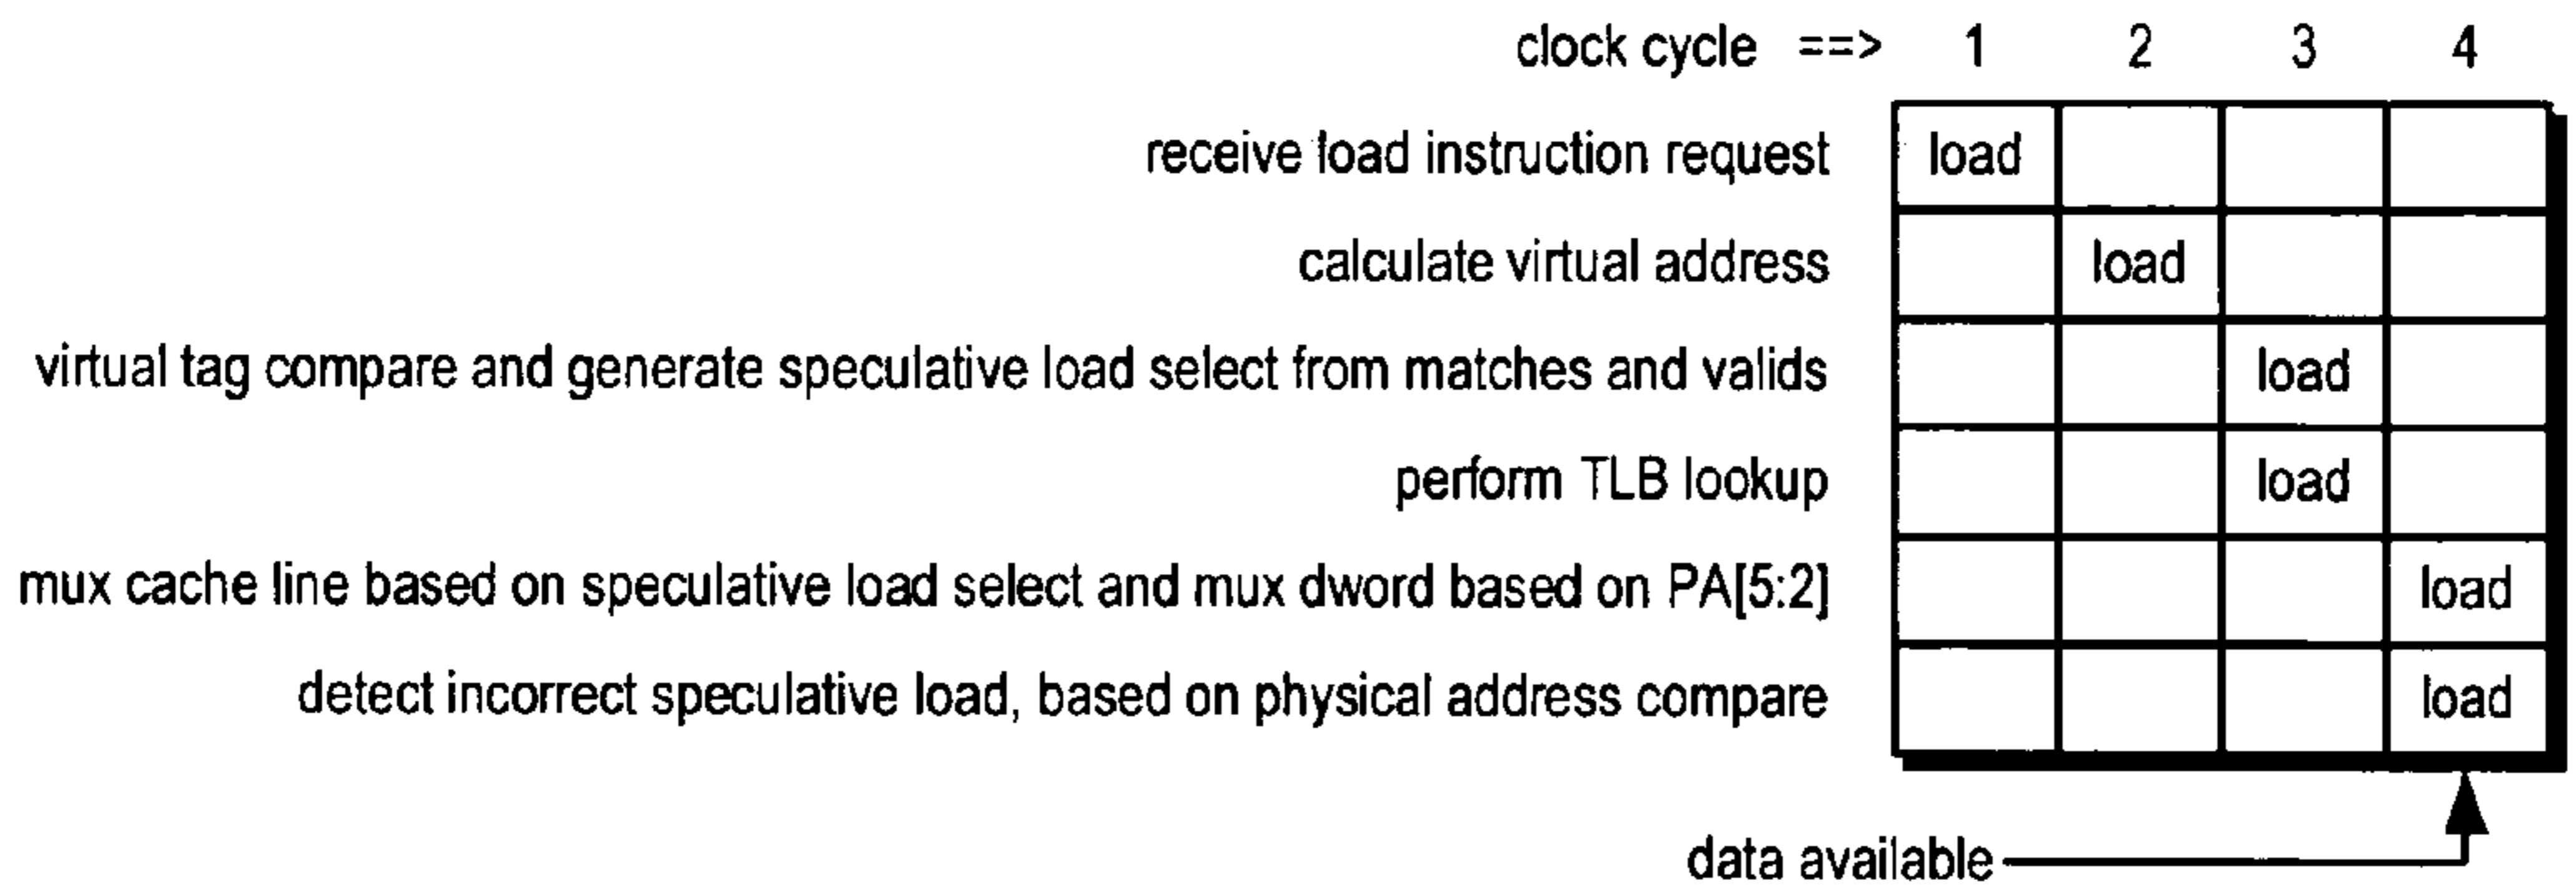 clock cycle ==> 1 2 3 4
receive load instruction request load
calculate virtual address load
virtual tag compare and generate speculative load select from matches and valids load
perform TLB lookup load
mux cache line based on speculative load select and mux dword based on PA[5:2] load
detect incorrect speculative load, based on physical address compare load
data available